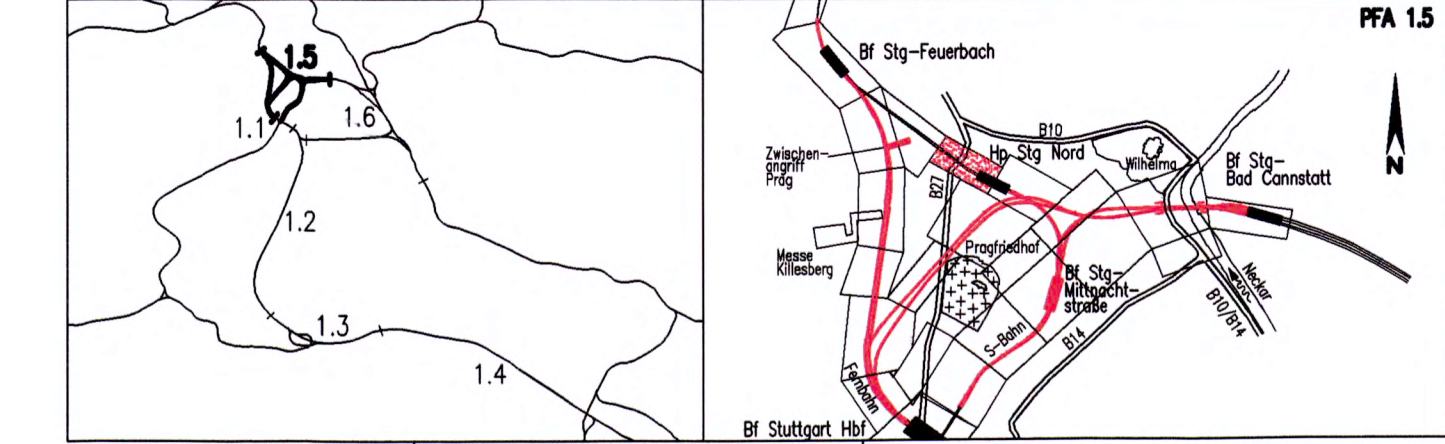 1.5
1.6
1.1
1.2
1.3
1.4
PFA 1.5
Bf Stg-Feuerbach
B10
Zwischen-
angriff
Prag
Hp Stg Nord
Wilhelma
Bf Stg-
Bad Cannstatt
N
B27
Messe
Killesberg
Pragfriedhof
Bf Stg-
Mittnacht-
straße
Neckar
B10/B14
S-Bahn
B14
Fernbahn
Bf Stuttgart Hbf